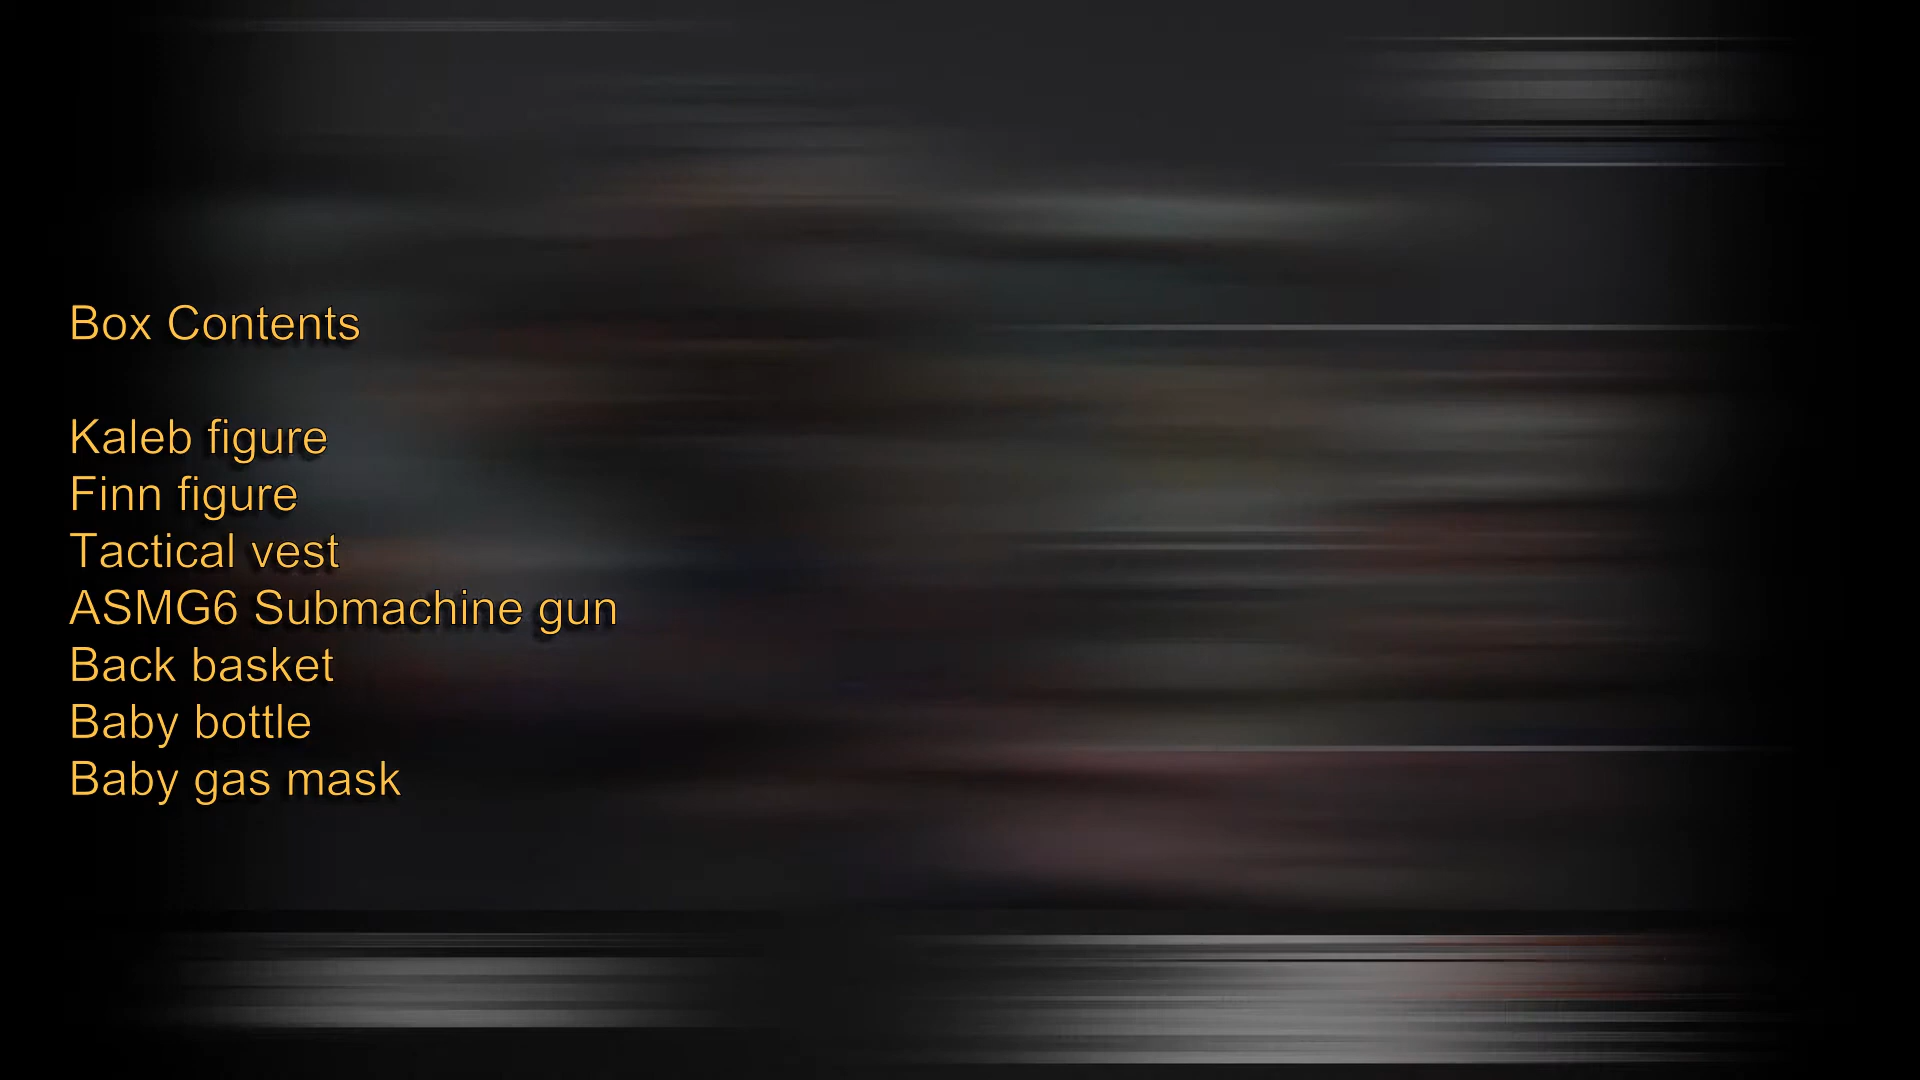 Box Contents
Kaleb figure
Finn figure
Tactical vest
ASMG6 Submachine gun
Back basket
Baby bottle
Baby gas mask